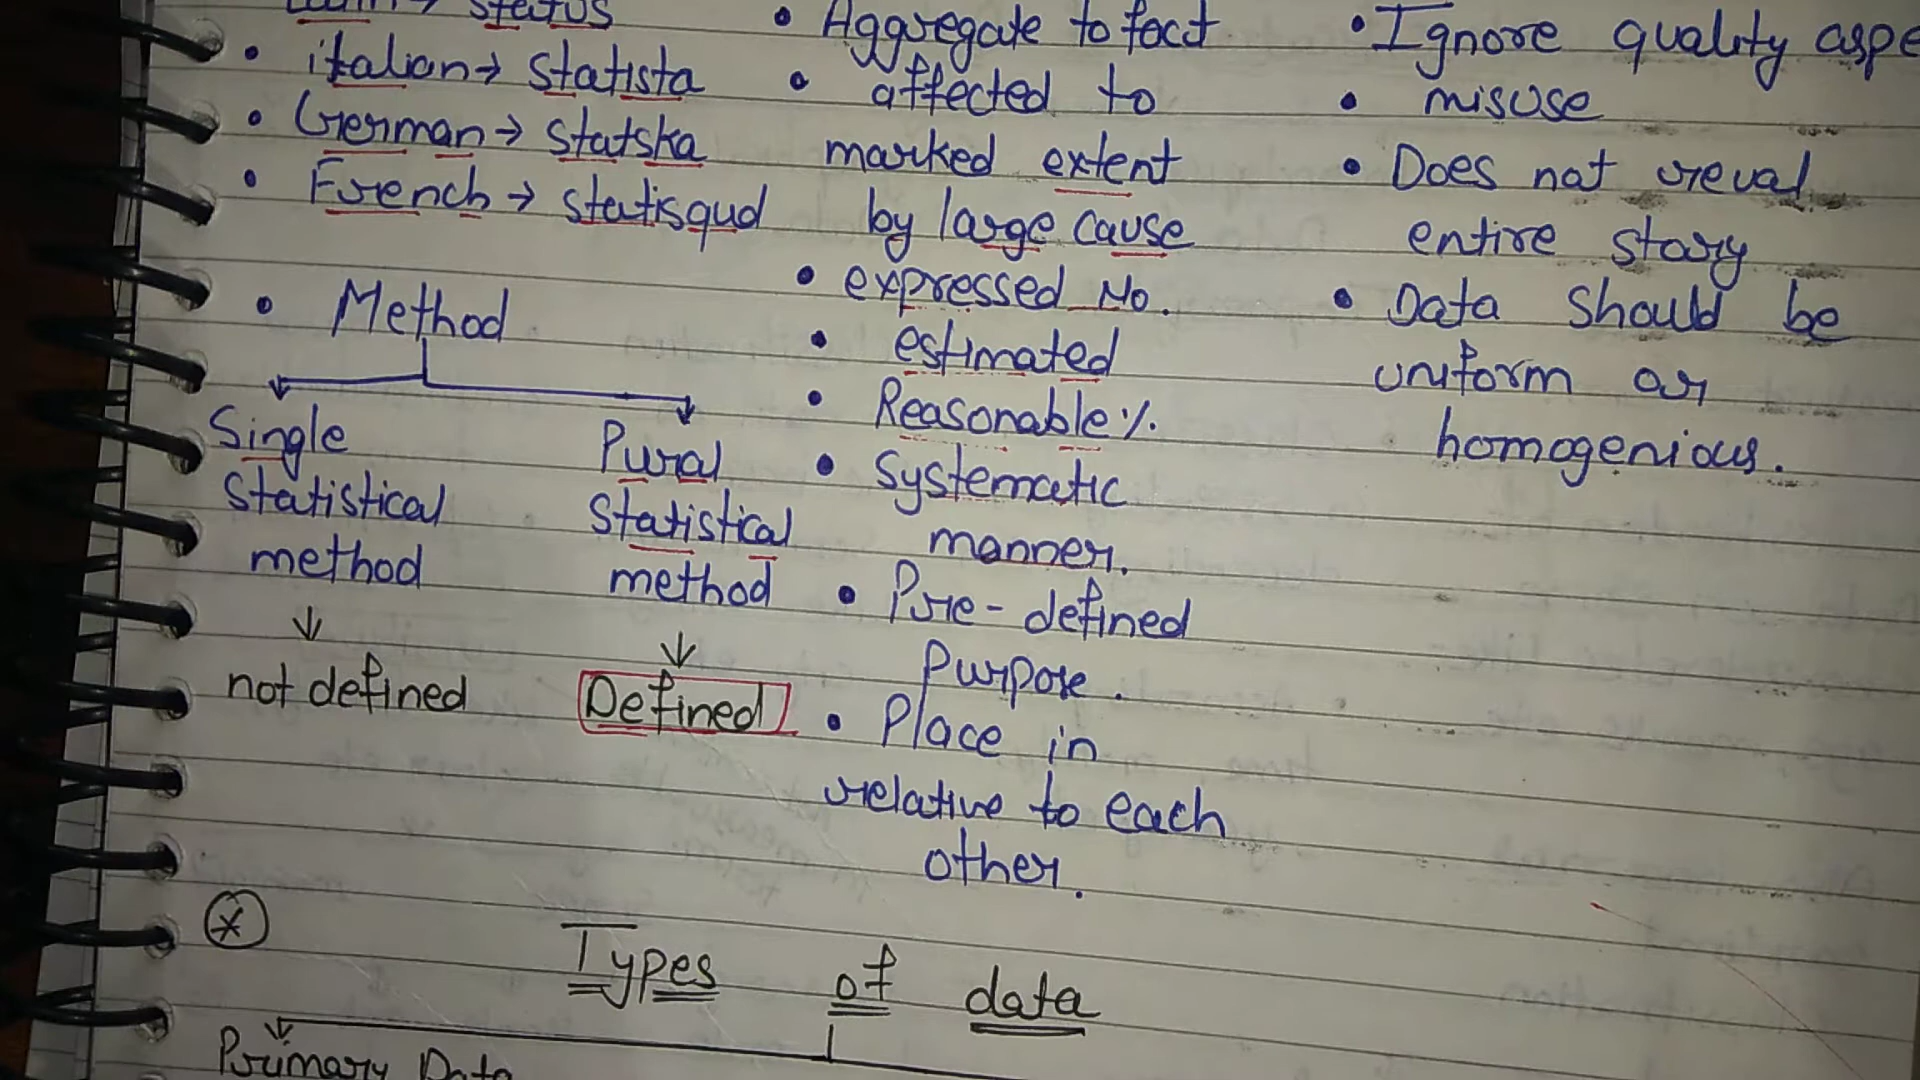 Latin → status
• italian → statista
• German → statska
• French → statisqud
• Method
Single
Statistical
method
↓
not defined
Pural
Statistical
method
↓
Defined
• Aggregate to fact
• affected to
marked extent
by large cause
• expressed No.
• estimated
• Reasonable %.
• Systematic
manner.
• Pre-defined
Purpose.
• Place in
relative to each
other.
• Ignore quality aspe
• misuse
• Does not reval
entire story
• Data should be
uniform or
homogenious.
Types of data
Primary Data